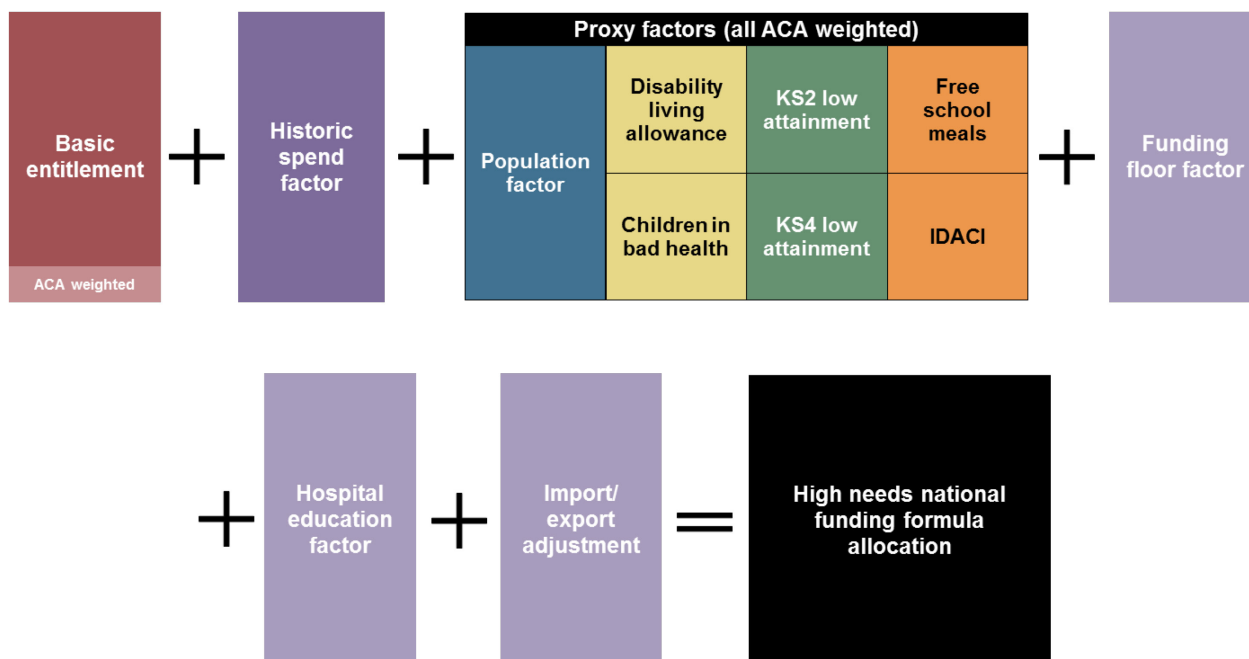 Proxy factors (all ACA weighted)
Basic
entitlement
ACA weighted
+
Historic
spend
factor
+
Population
factor
Disability
living
allowance
KS2 low
attainment
Free
school
meals
Children in
bad health
KS4 low
attainment
IDACI
+
Funding
floor factor
+
Hospital
education
factor
+
Import/
export
adjustment
=
High needs national
funding formula
allocation